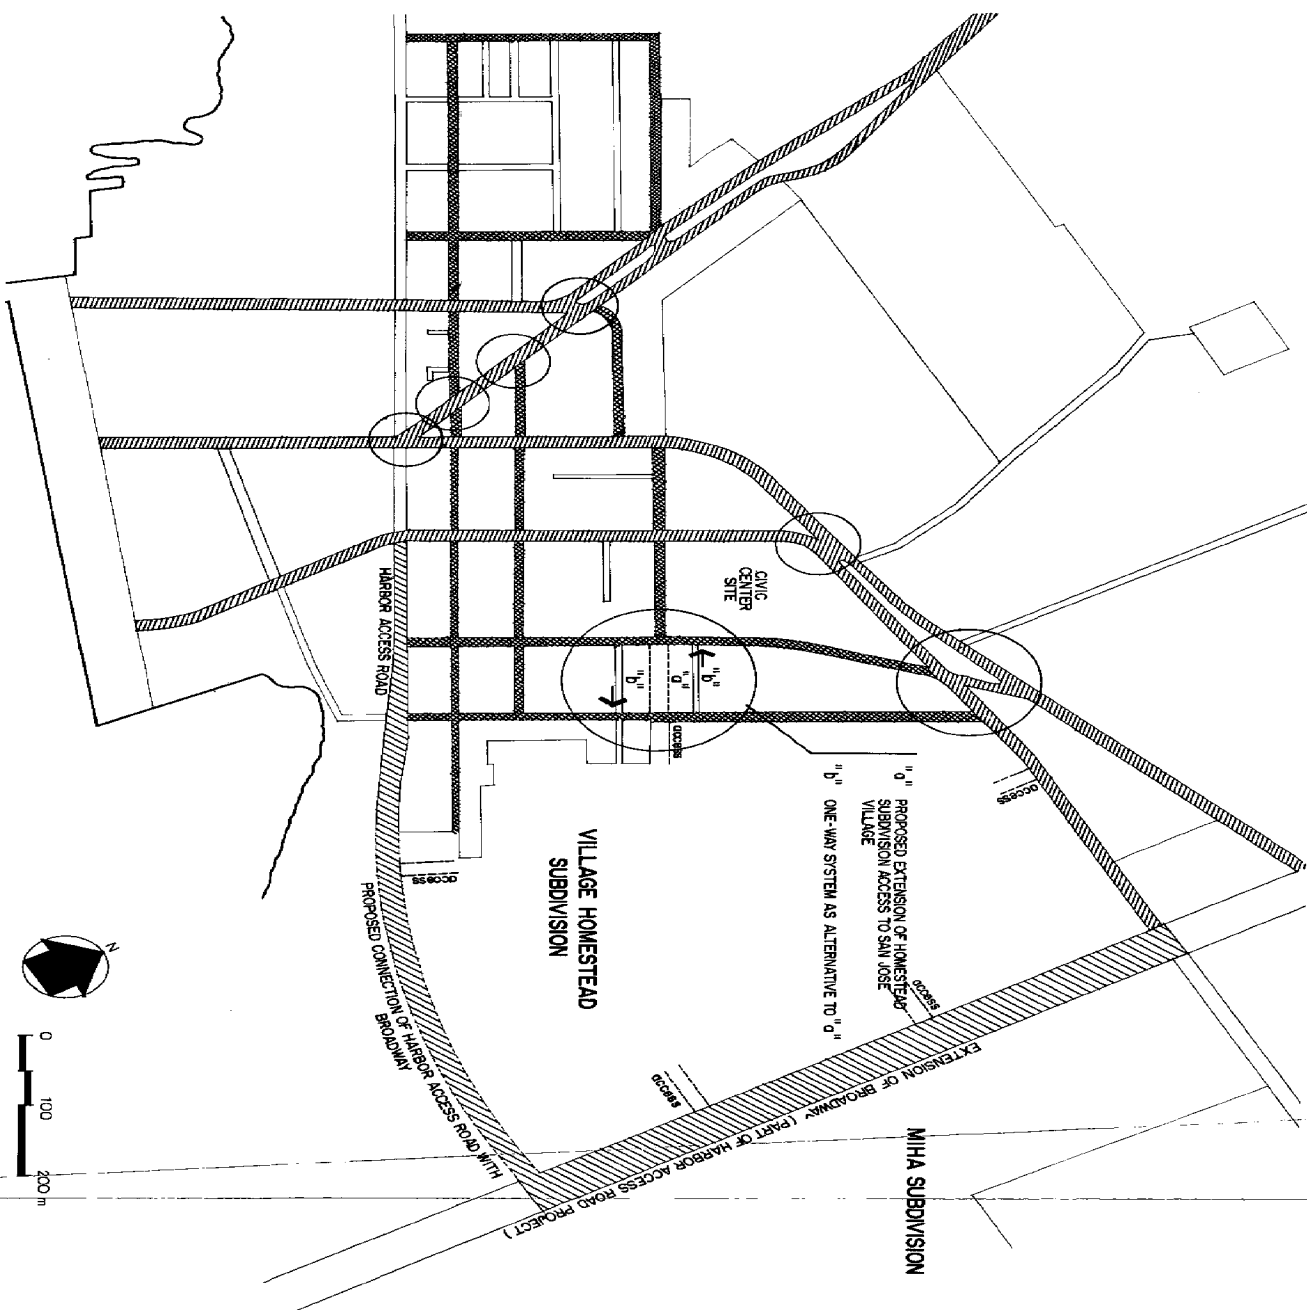 CIVIC
CENTER
SITE
HARBOR ACCESS ROAD
"b"
"a"
"b"
access
access
"a" PROPOSED EXTENSION OF HOMESTEAD
SUBDIVISION ACCESS TO SAN JOSE
VILLAGE
"b" ONE-WAY SYSTEM AS ALTERNATIVE TO "a"
VILLAGE HOMESTEAD
SUBDIVISION
access
PROPOSED CONNECTION OF HARBOR ACCESS ROAD WITH
BROADWAY
access
access
EXTENSION OF BROADWAY (PART OF HARBOR ACCESS ROAD PROJECT)
MIHA SUBDIVISION
N
0 100 200 m